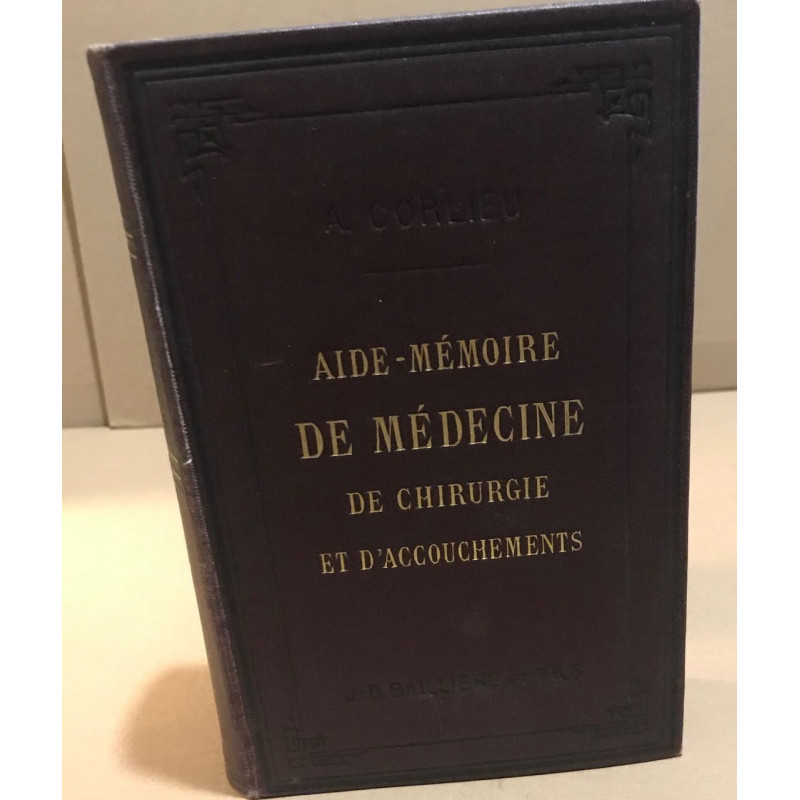 A. CORLIEU
AIDE-MÉMOIRE
DE MÉDECINE
DE CHIRURGIE
ET D'ACCOUCHEMENTS
J.-B. BAILLIÈRE ET FILS